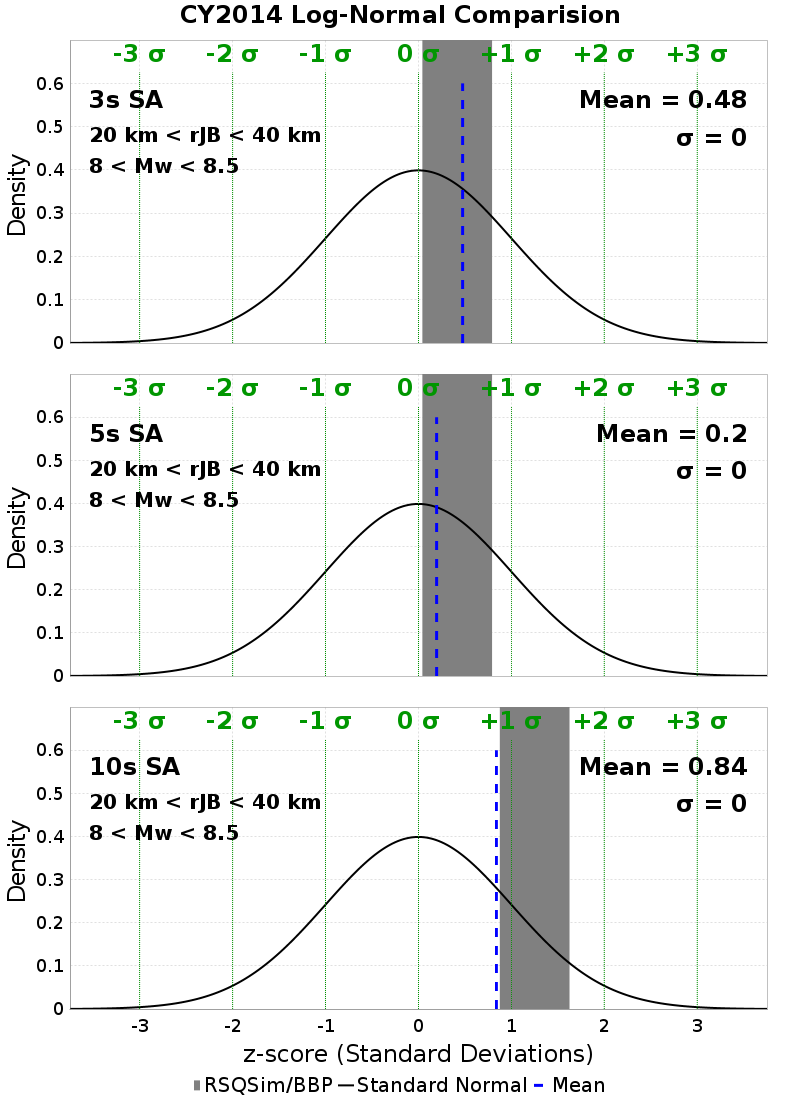 CY2014 Log-Normal Comparision
-3 σ -2 σ -1 σ 0 σ +1 σ +2 σ +3 σ
0.6
3s SA Mean = 0.48
0.5
20 km < rJB < 40 km σ = 0
8 < Mw < 8.5
0.4
Density
0.3
0.2
0.1
0
-3 σ -2 σ -1 σ 0 σ +1 σ +2 σ +3 σ
0.6
5s SA Mean = 0.2
0.5
20 km < rJB < 40 km σ = 0
8 < Mw < 8.5
0.4
Density
0.3
0.2
0.1
0
-3 σ -2 σ -1 σ 0 σ +1 σ +2 σ +3 σ
0.6
10s SA Mean = 0.84
0.5
20 km < rJB < 40 km σ = 0
8 < Mw < 8.5
0.4
Density
0.3
0.2
0.1
0
-3 -2 -1 0 1 2 3
z-score (Standard Deviations)
RSQSim/BBP Standard Normal Mean